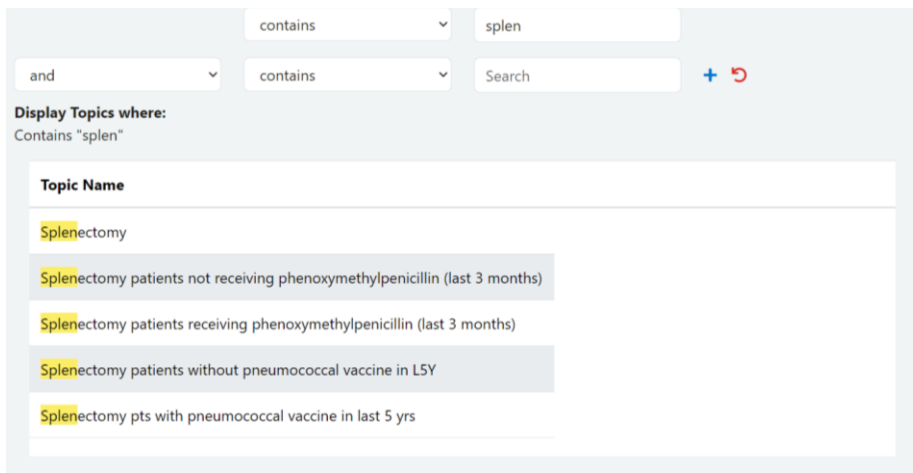 contains splen
and contains Search
Display Topics where:
Contains "splen"
Topic Name
Splenectomy
Splenectomy patients not receiving phenoxymethylpenicillin (last 3 months)
Splenectomy patients receiving phenoxymethylpenicillin (last 3 months)
Splenectomy patients without pneumococcal vaccine in L5Y
Splenectomy pts with pneumococcal vaccine in last 5 yrs